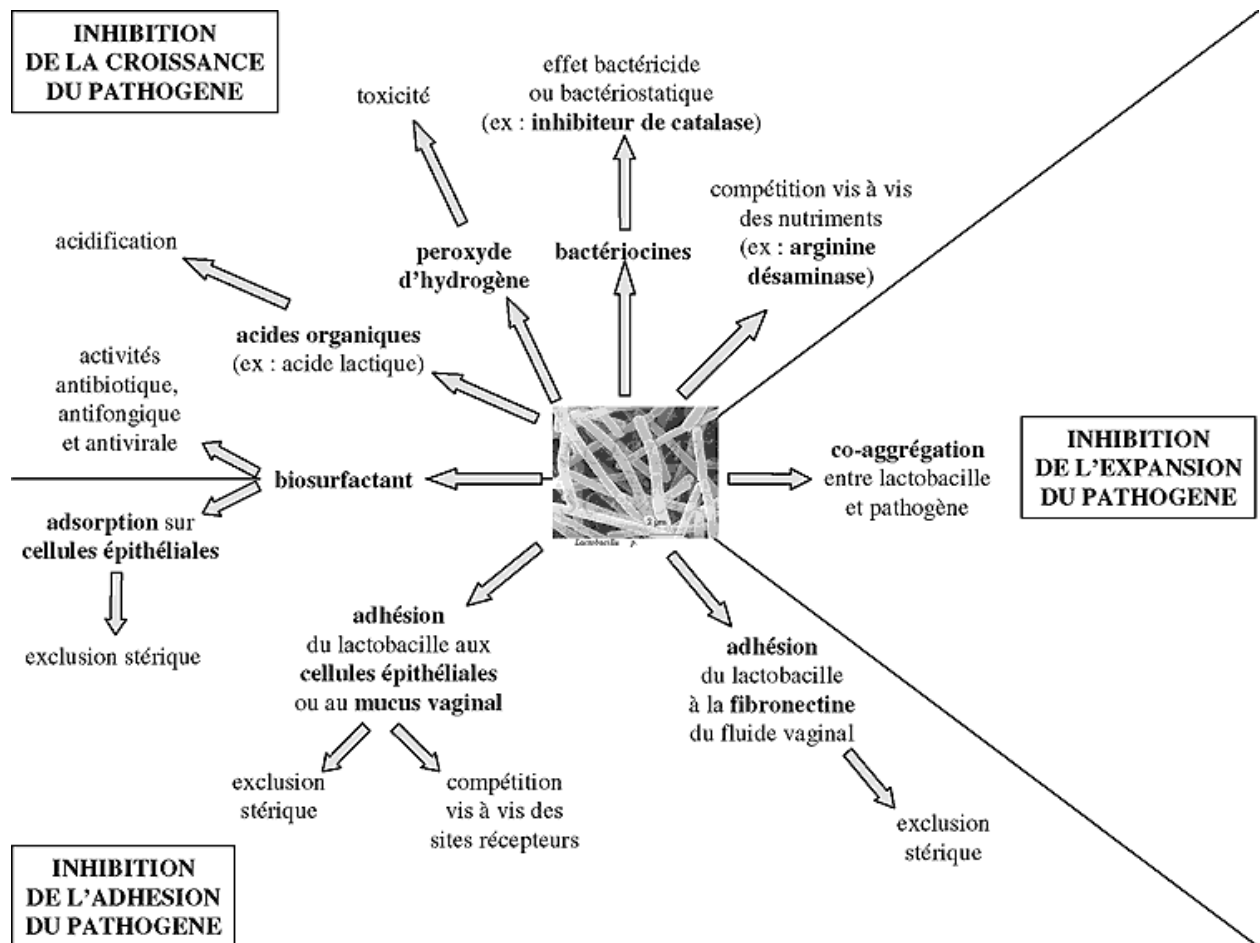 INHIBITION
DE LA CROISSANCE
DU PATHOGENE
toxicité
effet bactéricide
ou bactériostatique
(ex : inhibiteur de catalase)
compétition vis à vis
des nutriments
(ex : arginine
désaminase)
acidification
peroxyde
d'hydrogène
bactériocines
acides organiques
(ex : acide lactique)
activités
antibiotique,
antifongique
et antivirale
biosurfactant
co-aggrégation
entre lactobacille
et pathogène
INHIBITION
DE L'EXPANSION
DU PATHOGENE
adsorption sur
cellules épithéliales
exclusion stérique
2 µm
Lactobacille p.
adhésion
du lactobacille aux
cellules épithéliales
ou au mucus vaginal
exclusion
stérique
compétition
vis à vis des
sites récepteurs
adhésion
du lactobacille
à la fibronectine
du fluide vaginal
exclusion
stérique
INHIBITION
DE L'ADHESION
DU PATHOGENE